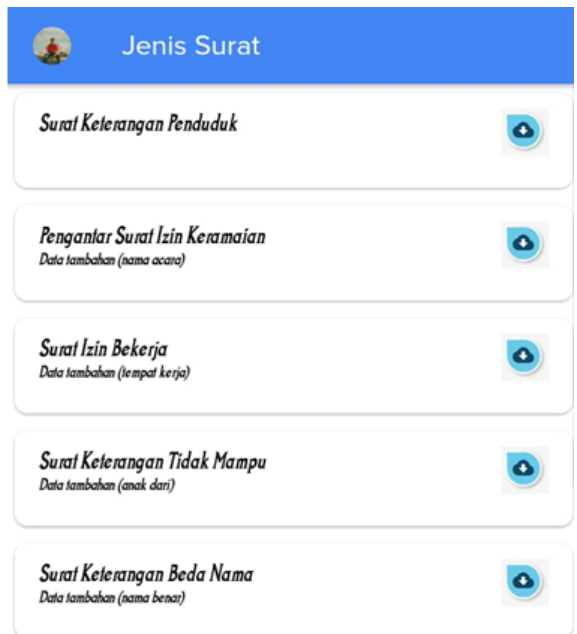 Jenis Surat
Surat Keterangan Penduduk
Pengantar Surat Izin Keramaian
Data tambahan (nama acara)
Surat Izin Bekerja
Data tambahan (tempat kerja)
Surat Keterangan Tidak Mampu
Data tambahan (anak dari)
Surat Keterangan Beda Nama
Data tambahan (nama benar)